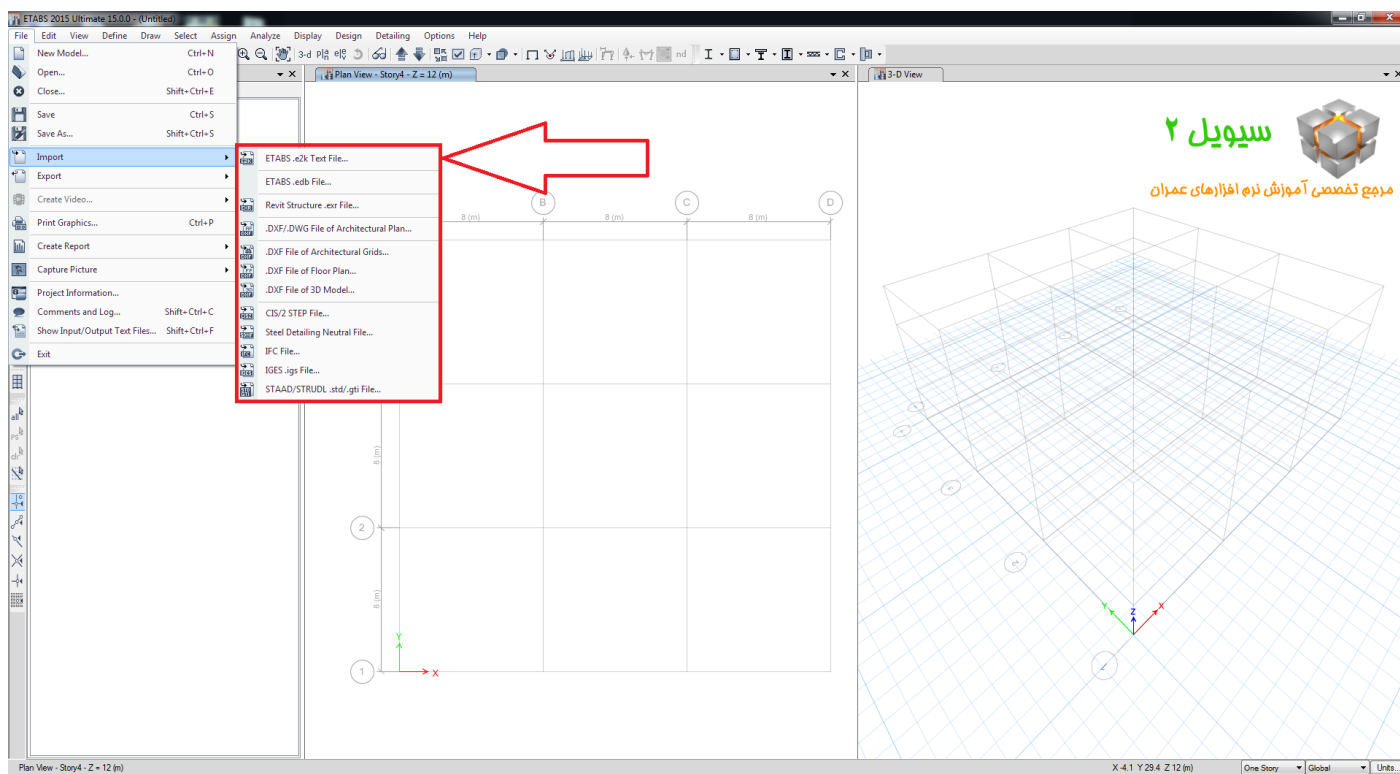 ETABS 2015 Ultimate 15.0.0 - (Untitled)
File Edit View Define Draw Select Assign Analyze Display Design Detailing Options Help
3-d nd
New Model... Ctrl+N
Open... Ctrl+O
Close... Shift+Ctrl+E
Save Ctrl+S
Save As... Shift+Ctrl+S
Import
Export
Create Video...
Print Graphics... Ctrl+P
Create Report
Capture Picture
Project Information...
Comments and Log... Shift+Ctrl+C
Show Input/Output Text Files... Shift+Ctrl+F
Exit
ETABS .e2k Text File...
ETABS .edb File...
Revit Structure .exr File...
.DXF/.DWG File of Architectural Plan...
.DXF File of Architectural Grids...
.DXF File of Floor Plan...
.DXF File of 3D Model...
CIS/2 STEP File...
Steel Detailing Neutral File...
IFC File...
IGES .igs File...
STAAD/STRUDL .std/.gti File...
all
Plan View - Story4 - Z = 12 (m)
B C D
8 (m) 8 (m) 8 (m)
8 (m)
2
8 (m)
Y
1 X
3-D View
سیویل ۲
مرجع تخصصی آموزش نرم افزارهای عمران
Y Z X
Plan View - Story4 - Z = 12 (m)
X -4.1 Y 29.4 Z 12 (m) One Story Global Units...